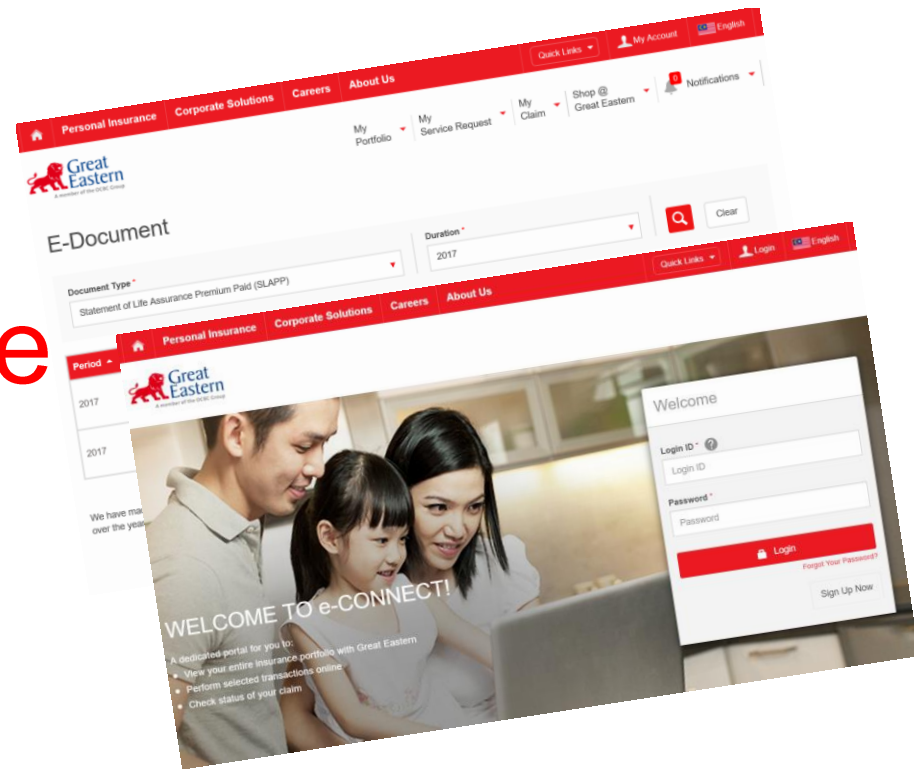 Quick Links
My Account
English
Personal Insurance
Corporate Solutions
Careers
About Us
My Portfolio
My Service Request
My Claim
Shop @ Great Eastern
0
Notifications
Great Eastern
A member of the OCBC Group
E-Document
Document Type *
Statement of Life Assurance Premium Paid (SLAPP)
Duration *
2017
Clear
e
Period
2017
2017
We have
over the
Quick Links
Login
English
Personal Insurance
Corporate Solutions
Careers
About Us
Great Eastern
A member of the OCBC Group
WELCOME TO e-CONNECT!
A dedicated portal for you to:
• View your entire insurance portfolio with Great Eastern
• Perform selected transactions online
• Check status of your claim
Welcome
Login ID * ?
Login ID
Password *
Password
Login
Forgot Your Password?
Sign Up Now